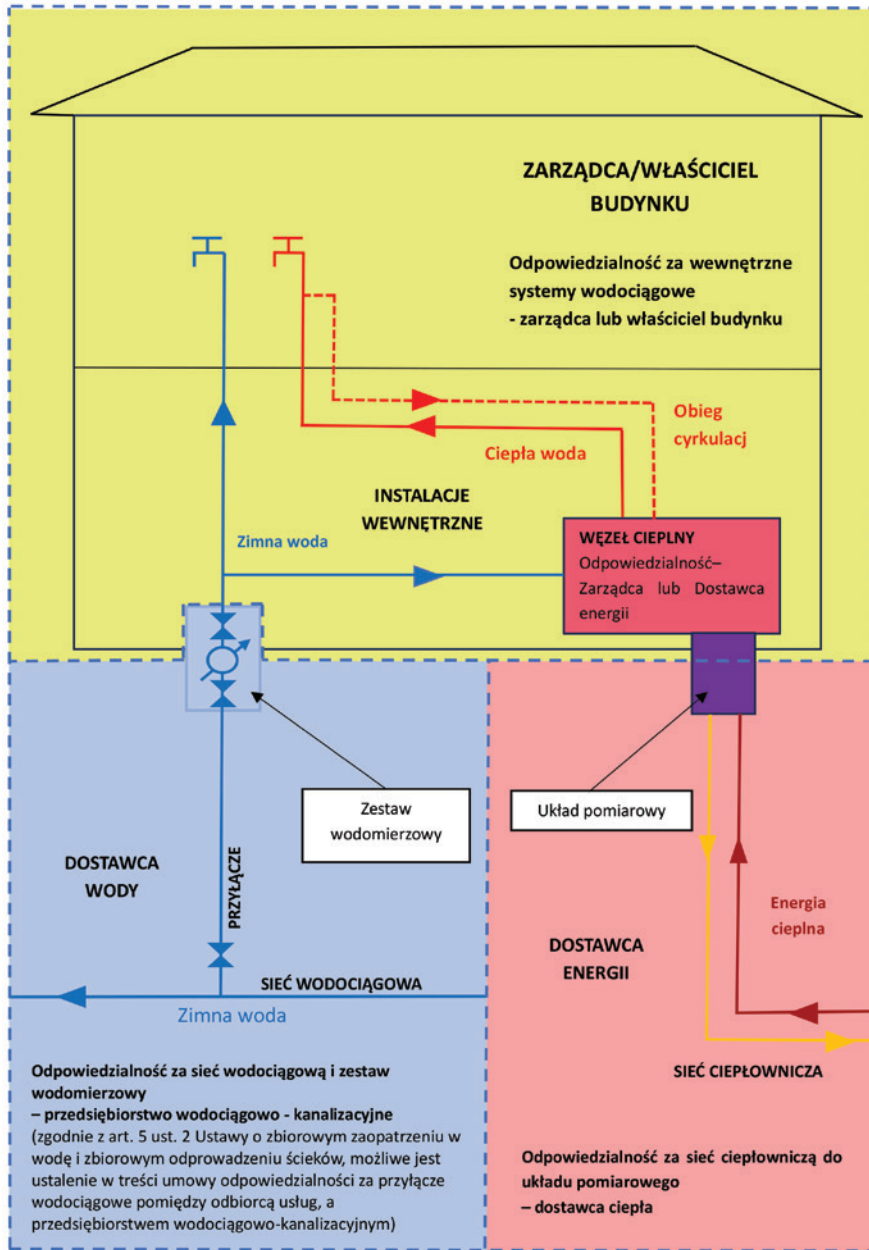 ZARZĄDCA/WŁAŚCICIEL
BUDYNKU
Odpowiedzialność za wewnętrzne
systemy wodociągowe
- zarządca lub właściciel budynku
Obieg
cyrkulacj
Ciepła woda
INSTALACJE
WEWNĘTRZNE
Zimna woda
WĘZEŁ CIEPLNY
Odpowiedzialność–
Zarządca lub Dostawca
energii
Zestaw
wodomierzowy
Układ pomiarowy
DOSTAWCA
WODY
PRZYŁĄCZE
SIEĆ WODOCIĄGOWA
Zimna woda
Energia
cieplna
DOSTAWCA
ENERGII
SIEĆ CIEPŁOWNICZA
Odpowiedzialność za sieć wodociągową i zestaw
wodomierzowy
– przedsiębiorstwo wodociągowo - kanalizacyjne
(zgodnie z art. 5 ust. 2 Ustawy o zbiorowym zaopatrzeniu w
wodę i zbiorowym odprowadzeniu ścieków, możliwe jest
ustalenie w treści umowy odpowiedzialności za przyłącze
wodociągowe pomiędzy odbiorcą usług, a
przedsiębiorstwem wodociągowo-kanalizacyjnym)
Odpowiedzialność za sieć ciepłowniczą do
układu pomiarowego
– dostawca ciepła